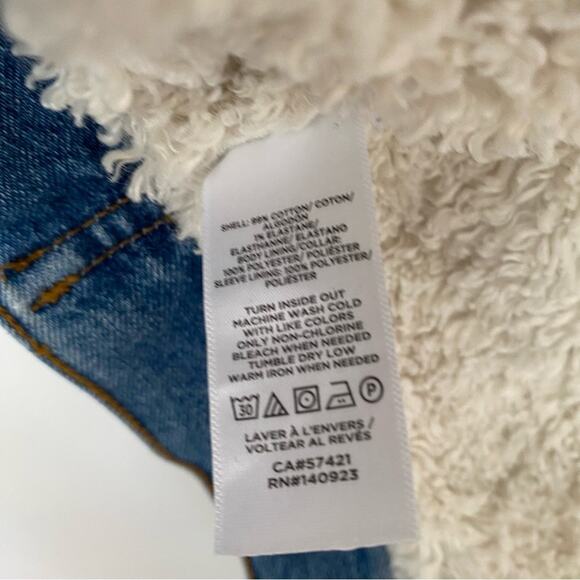 SHELL: 99% COTTON/ COTON/
ALGODÓN
1% ELASTANE/
ELASTHANNE/ ELASTANO
BODY LINING/COLLAR:
100% POLYESTER/ POLIÉSTER
SLEEVE LINING: 100% POLYESTER/
POLIÉSTER
TURN INSIDE OUT
MACHINE WASH COLD
WITH LIKE COLORS
ONLY NON-CHLORINE
BLEACH WHEN NEEDED
TUMBLE DRY LOW
WARM IRON WHEN NEEDED
30 P
LAVER À L'ENVERS /
VOLTEAR AL REVÉS
CA#57421
RN#140923